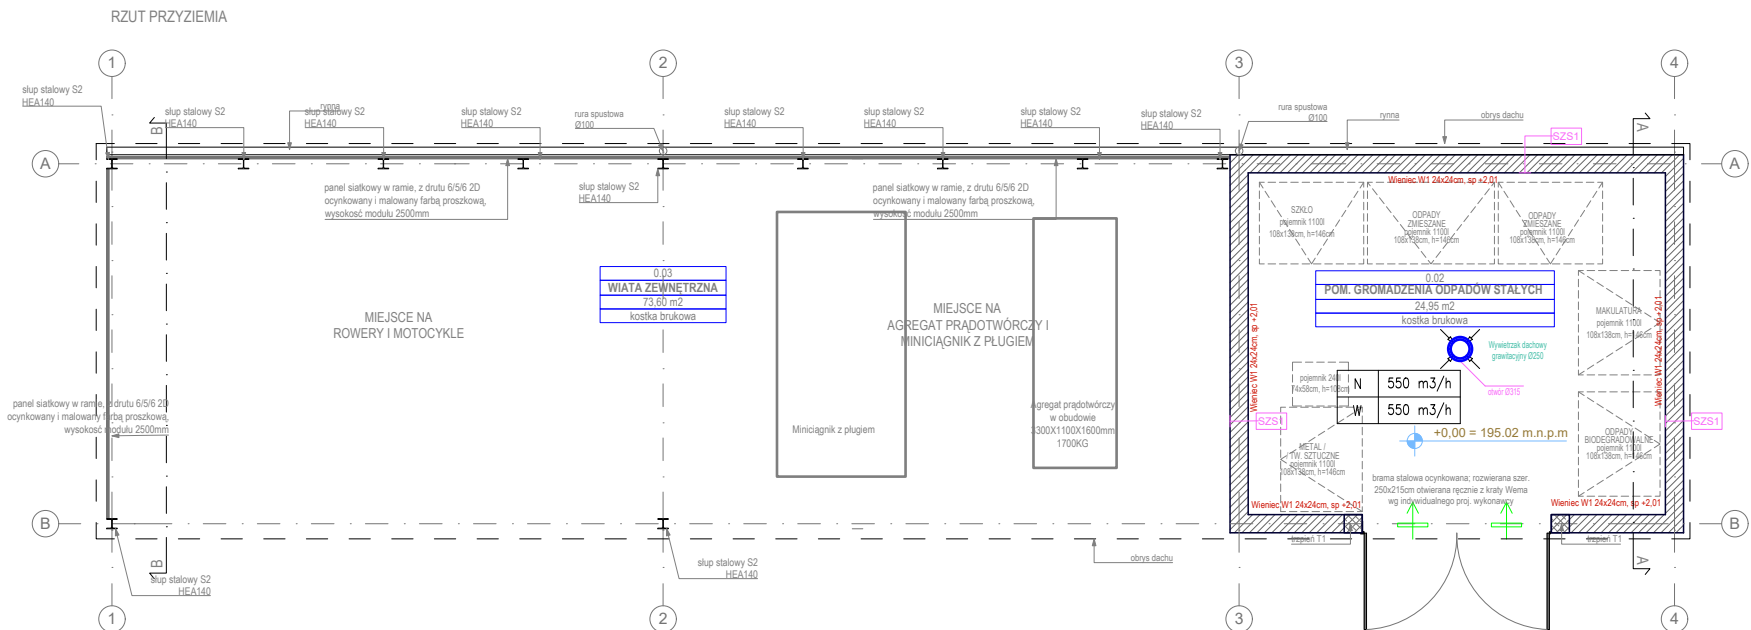 RZUT PRZYZIEMIA
1
2
3
4
słup stalowy S2
HEA140
słup stalowy S2
HEA140
rynna
słup stalowy S2
HEA140
słup stalowy S2
HEA140
rura spustowa
Ø100
słup stalowy S2
HEA140
słup stalowy S2
HEA140
słup stalowy S2
HEA140
słup stalowy S2
HEA140
rura spustowa
Ø100
rynna
obrys dachu
SZS1
B
A
A
A
panel siatkowy w ramie, z drutu 6/5/6 2D
ocynkowany i malowany farbą proszkową,
wysokość modułu 2500mm
słup stalowy S2
HEA140
panel siatkowy w ramie, z drutu 6/5/6 2D
ocynkowany i malowany farbą proszkową,
wysokość modułu 2500mm
Wieniec W1 24x24cm, sp +2,01
SZKŁO
pojemnik 1100l
108x138cm, h=146cm
ODPADY
ZMIESZANE
pojemnik 1100l
108x138cm, h=146cm
ODPADY
ZMIESZANE
pojemnik 1100l
108x138cm, h=146cm
0.03
WIATA ZEWNĘTRZNA
73,60 m2
kostka brukowa
0.02
POM. GROMADZENIA ODPADÓW STAŁYCH
24,95 m2
kostka brukowa
MIEJSCE NA
ROWERY I MOTOCYKLE
MIEJSCE NA
AGREGAT PRĄDOTWÓRCZY I
MINICIĄGNIK Z PŁUGIEM
MAKULATURA
pojemnik 1100l
108x138cm, h=146cm
Wieniec W1 24x24cm, sp +2,01
Wieniec W1 24x24cm, sp +2,01
Wywietrzak dachowy
grawitacyjny Ø250
otwór Ø315
pojemnik 240l
74x58cm, h=108cm
N 550 m3/h
W 550 m3/h
panel siatkowy w ramie, z drutu 6/5/6 2D
ocynkowany i malowany farbą proszkową,
wysokość modułu 2500mm
Miniciągnik z pługiem
Agregat prądotwórczy
w obudowie
3300X1100X1600mm
1700KG
SZS1
SZS1
+0,00 = 195.02 m.n.p.m
METAL /
/TW. SZTUCZNE
pojemnik 1100l
108x138cm, h=146cm
ODPADY
BIODEGRADOWALNE
pojemnik 1100l
108x138cm, h=146cm
brama stalowa ocynkowana; rozwierana szer.
250x215cm otwierana ręcznie z kraty Wema
wg indywidualnego proj. wykonawcy
Wieniec W1 24x24cm, sp +2,01
Wieniec W1 24x24cm, sp +2,01
B
B
trzpień T1
trzpień T1
obrys dachu
słup stalowy S2
HEA140
słup stalowy S2
HEA140
B
A
1
2
3
4